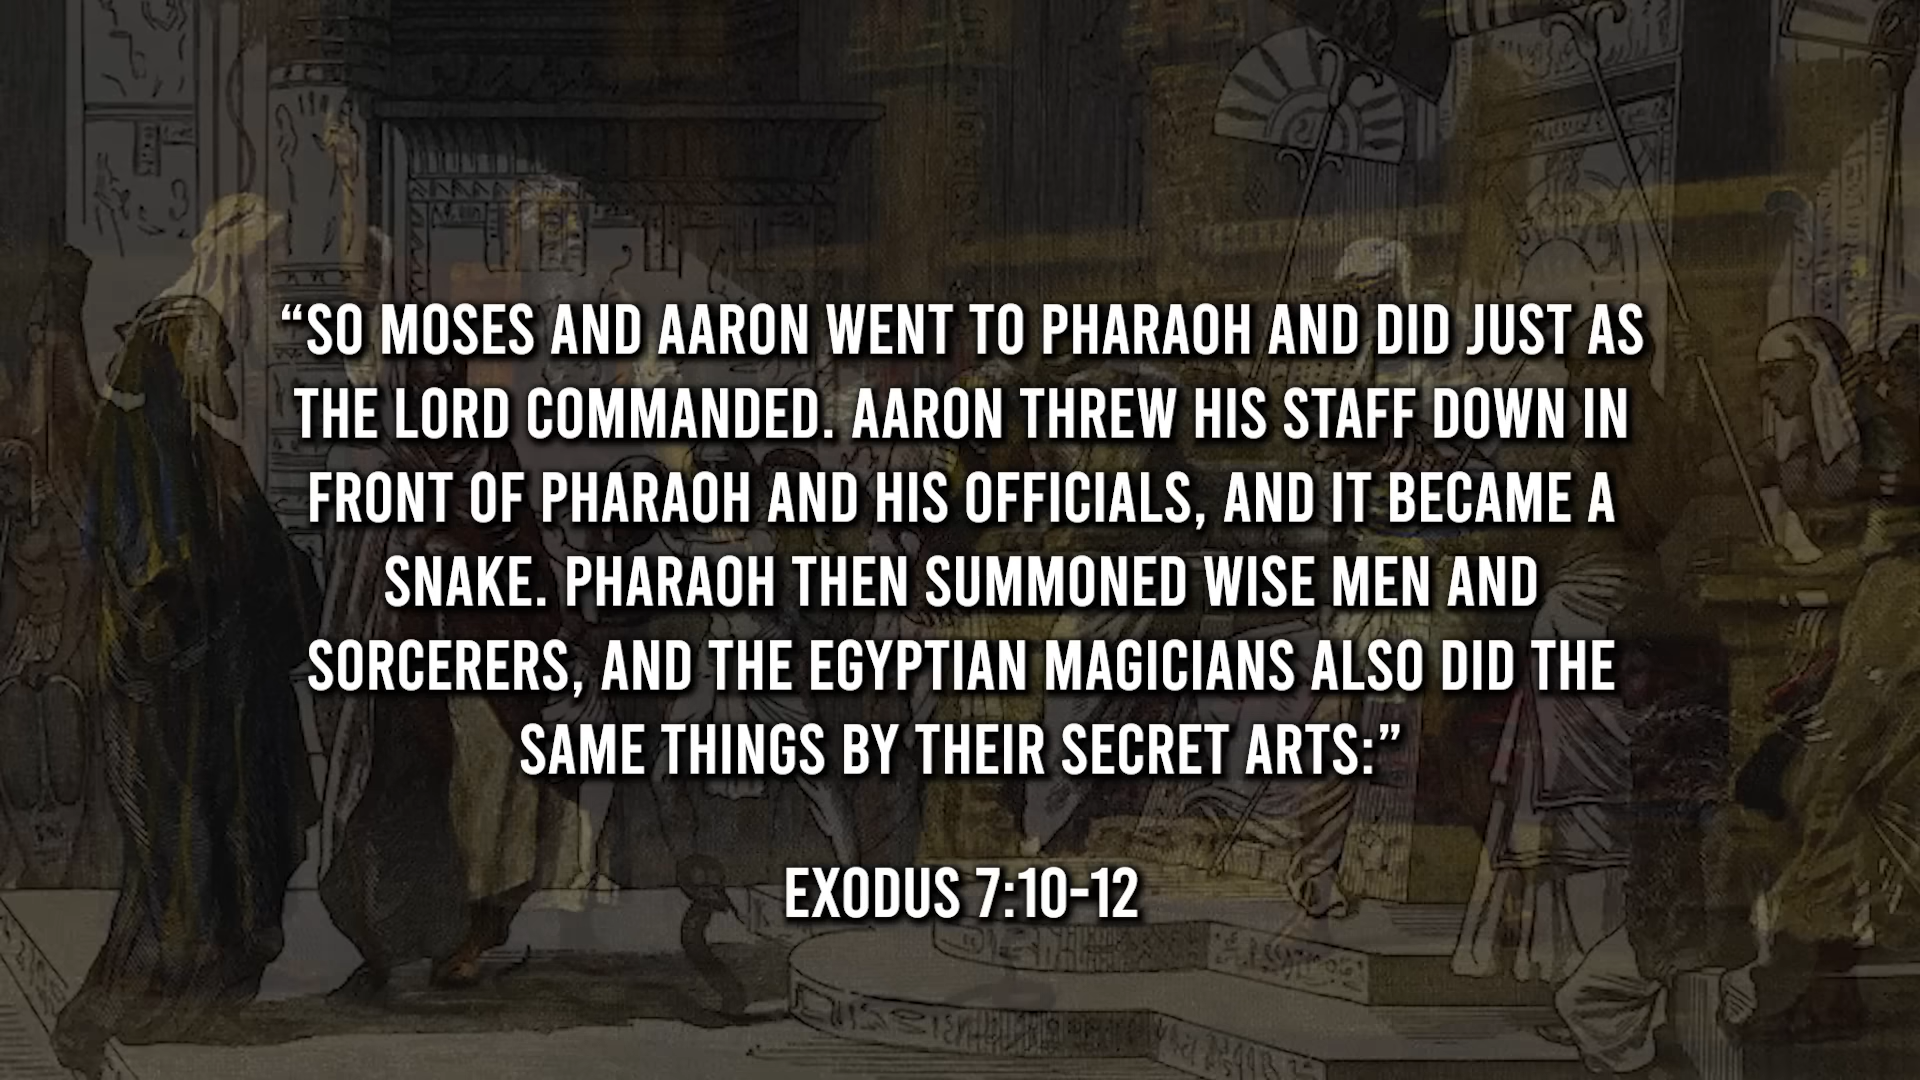 “SO MOSES AND AARON WENT TO PHARAOH AND DID JUST AS
THE LORD COMMANDED. AARON THREW HIS STAFF DOWN IN
FRONT OF PHARAOH AND HIS OFFICIALS, AND IT BECAME A
SNAKE. PHARAOH THEN SUMMONED WISE MEN AND
SORCERERS, AND THE EGYPTIAN MAGICIANS ALSO DID THE
SAME THINGS BY THEIR SECRET ARTS:”
EXODUS 7:10-12